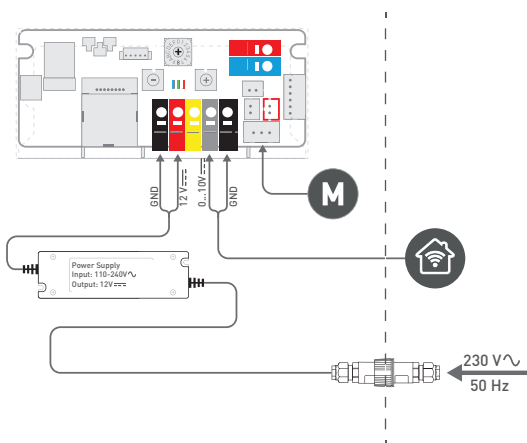 GND
12 V
0...10V
GND
M
Power Supply
Input: 110-240V
Output: 12V
230 V
50 Hz